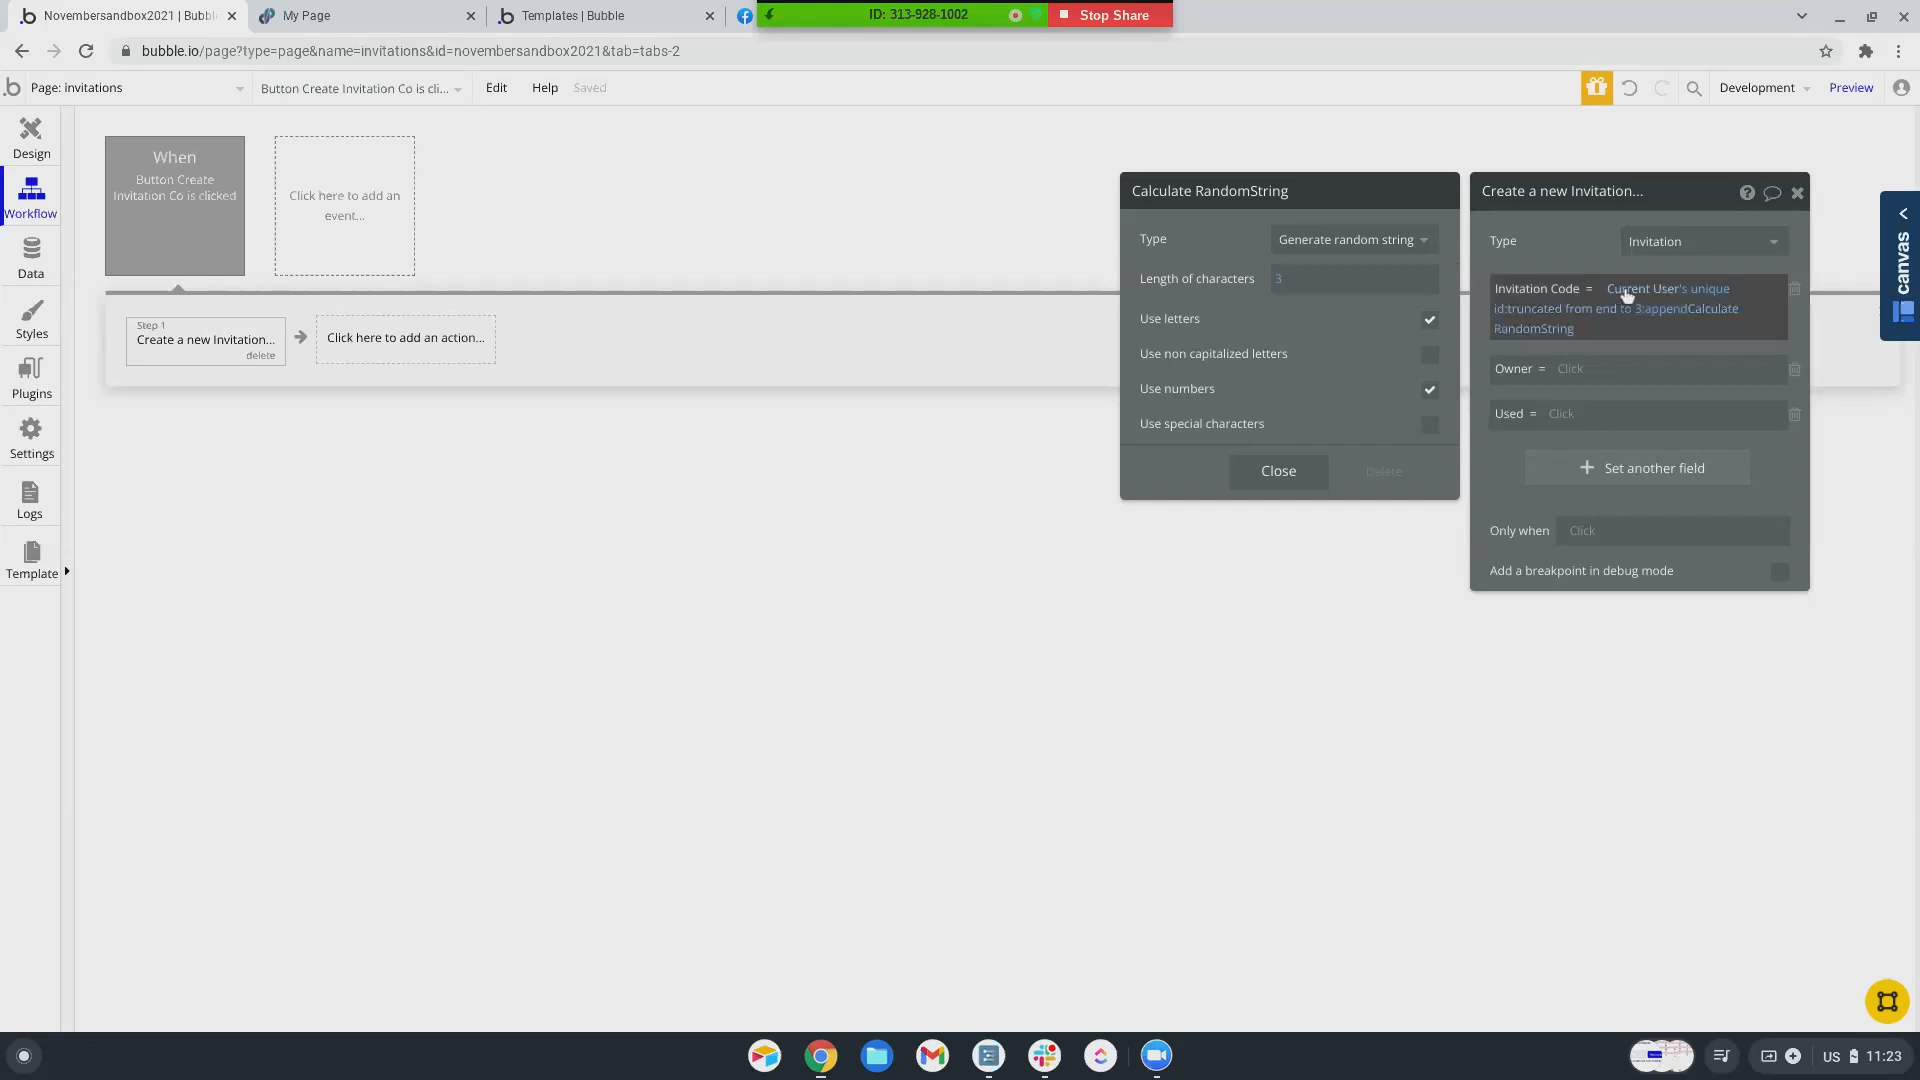 Novembersandbox2021 | Bubbl
My Page
Templates | Bubble
ID: 313-928-1002
Stop Share
bubble.io/page?type=page&name=invitations&id=novembersandbox2021&tab=tabs-2
Page: invitations
Button Create Invitation Co is cli...
Edit
Help
Saved
Development
Preview
Design
Workflow
Data
Styles
Plugins
Settings
Logs
Template
When
Button Create
Invitation Co is clicked
Click here to add an
event...
Step 1
Create a new Invitation...
delete
Click here to add an action...
Calculate RandomString
Type
Generate random string
Length of characters
3
Use letters
Use non capitalized letters
Use numbers
Use special characters
Close
Delete
Create a new Invitation...
Type
Invitation
Invitation Code = Current User's unique
id:truncated from end to 3:appendCalculate
RandomString
Owner = Click
Used = Click
Set another field
Only when
Click
Add a breakpoint in debug mode
canvas
US
11:23